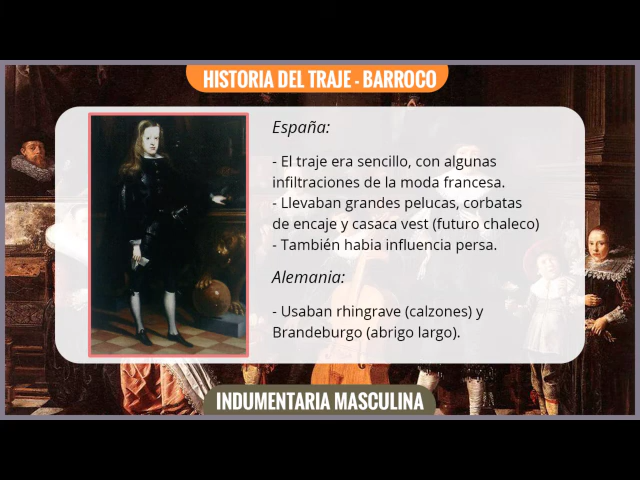 HISTORIA DEL TRAJE - BARROCO
España:
- El traje era sencillo, con algunas
infiltraciones de la moda francesa.
- Llevaban grandes pelucas, corbatas
de encaje y casaca vest (futuro chaleco)
- También habia influencia persa.
Alemania:
- Usaban rhingrave (calzones) y
Brandeburgo (abrigo largo).
INDUMENTARIA MASCULINA